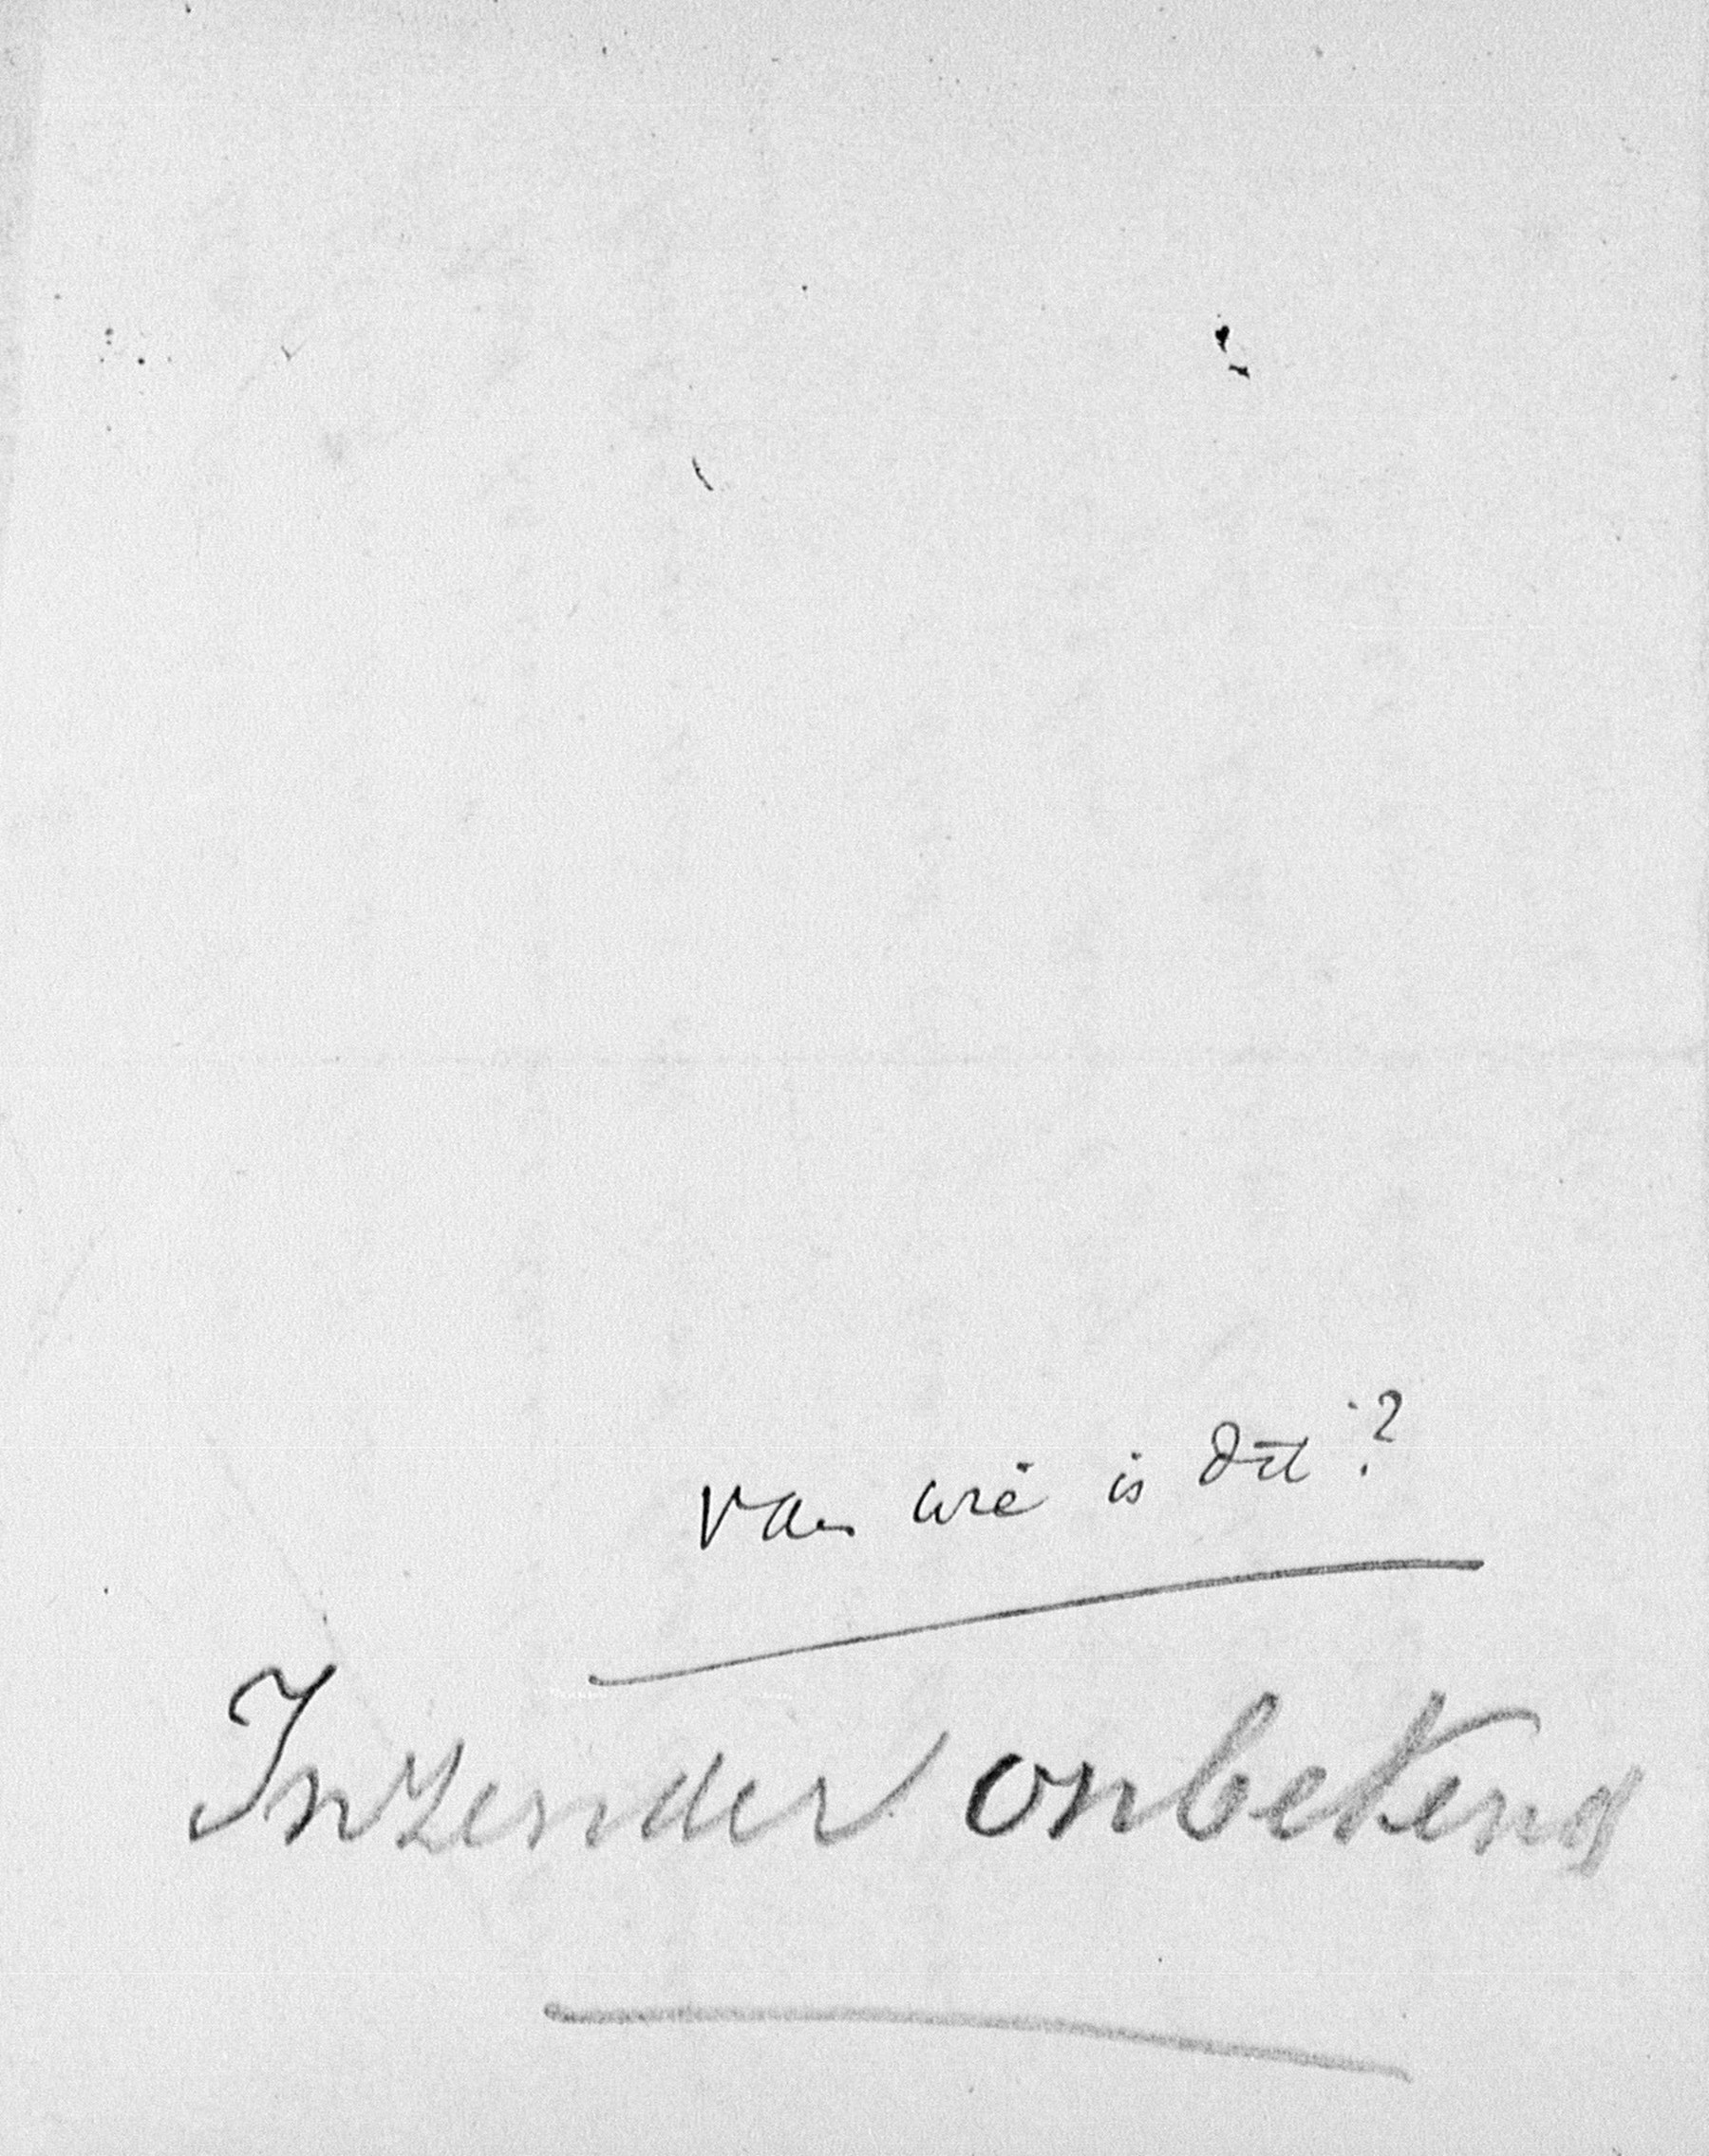 Van wie is dit?
Inzender onbekend